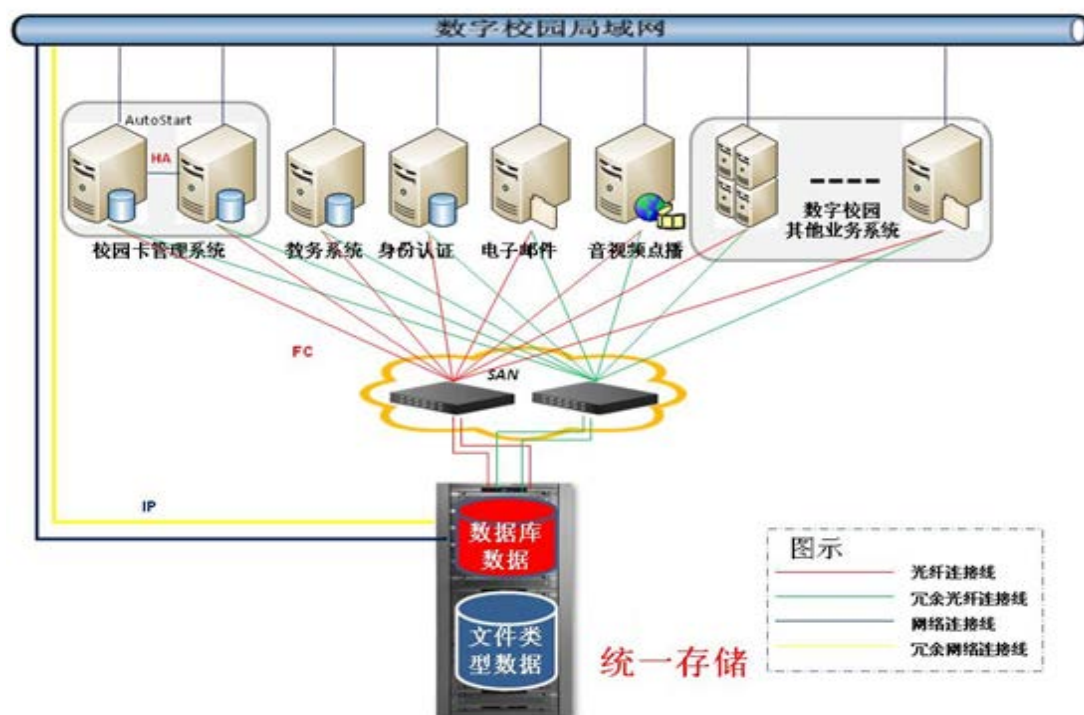 数字校园局域网
AutoStart
HA
校园卡管理系统
教务系统
身份认证
电子邮件
音视频点播
数字校园
其他业务系统
FC
SAN
IP
数据库
数据
文件类
型数据
统一存储
图示
光纤连接线
冗余光纤连接线
网络连接线
冗余网络连接线